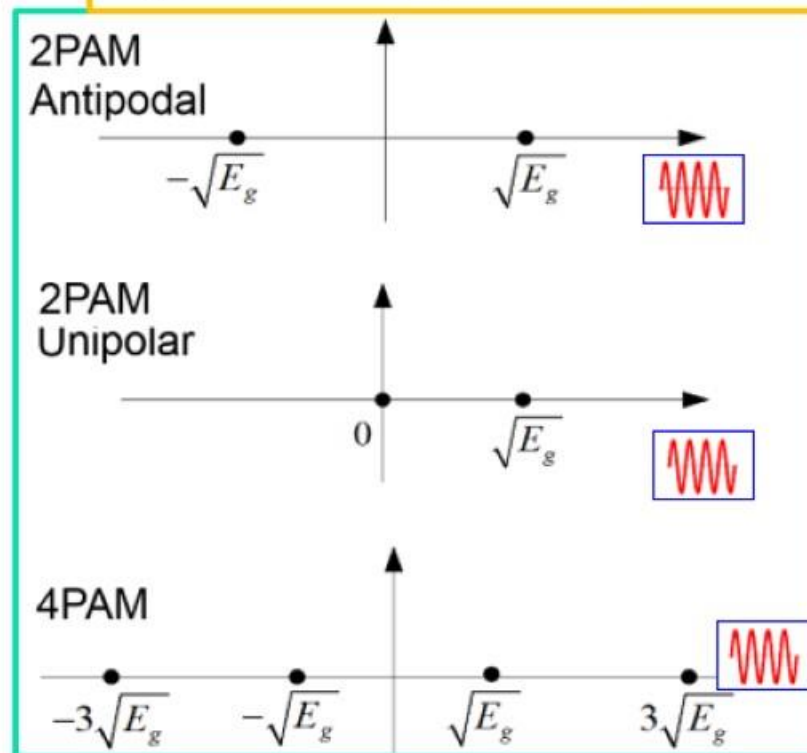 2PAM
Antipodal
−√E_g √E_g
2PAM
Unipolar
0 √E_g
4PAM
−3√E_g −√E_g √E_g 3√E_g